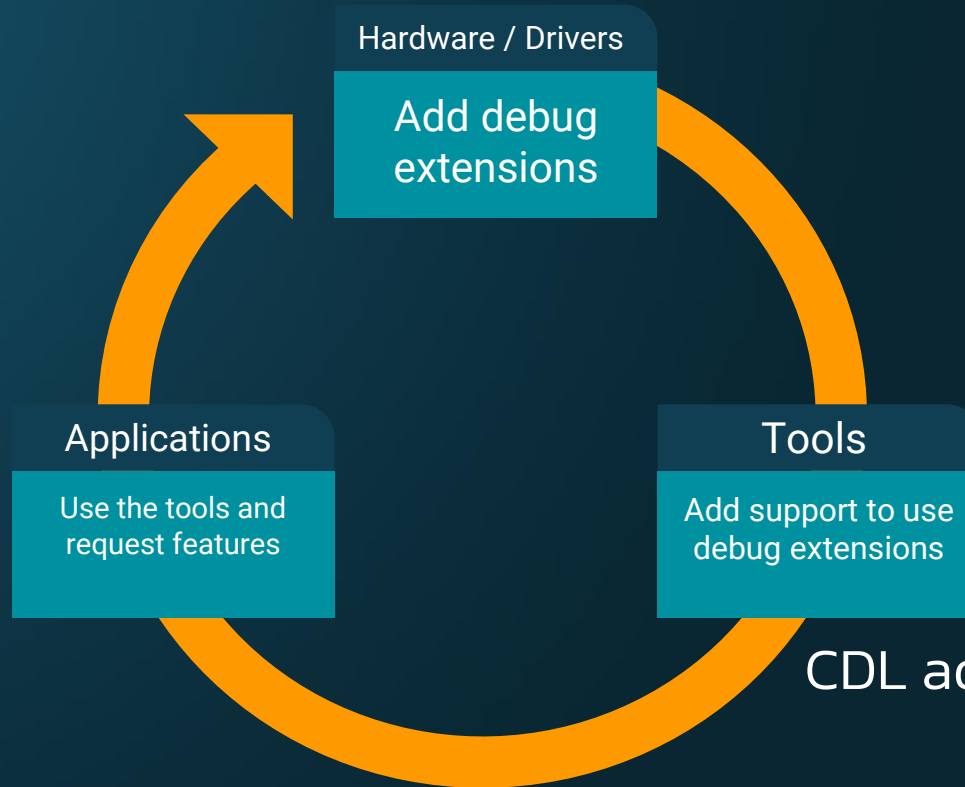 Hardware / Drivers
Add debug
extensions
Applications
Use the tools and
request features
Tools
Add support to use
debug extensions
CDL